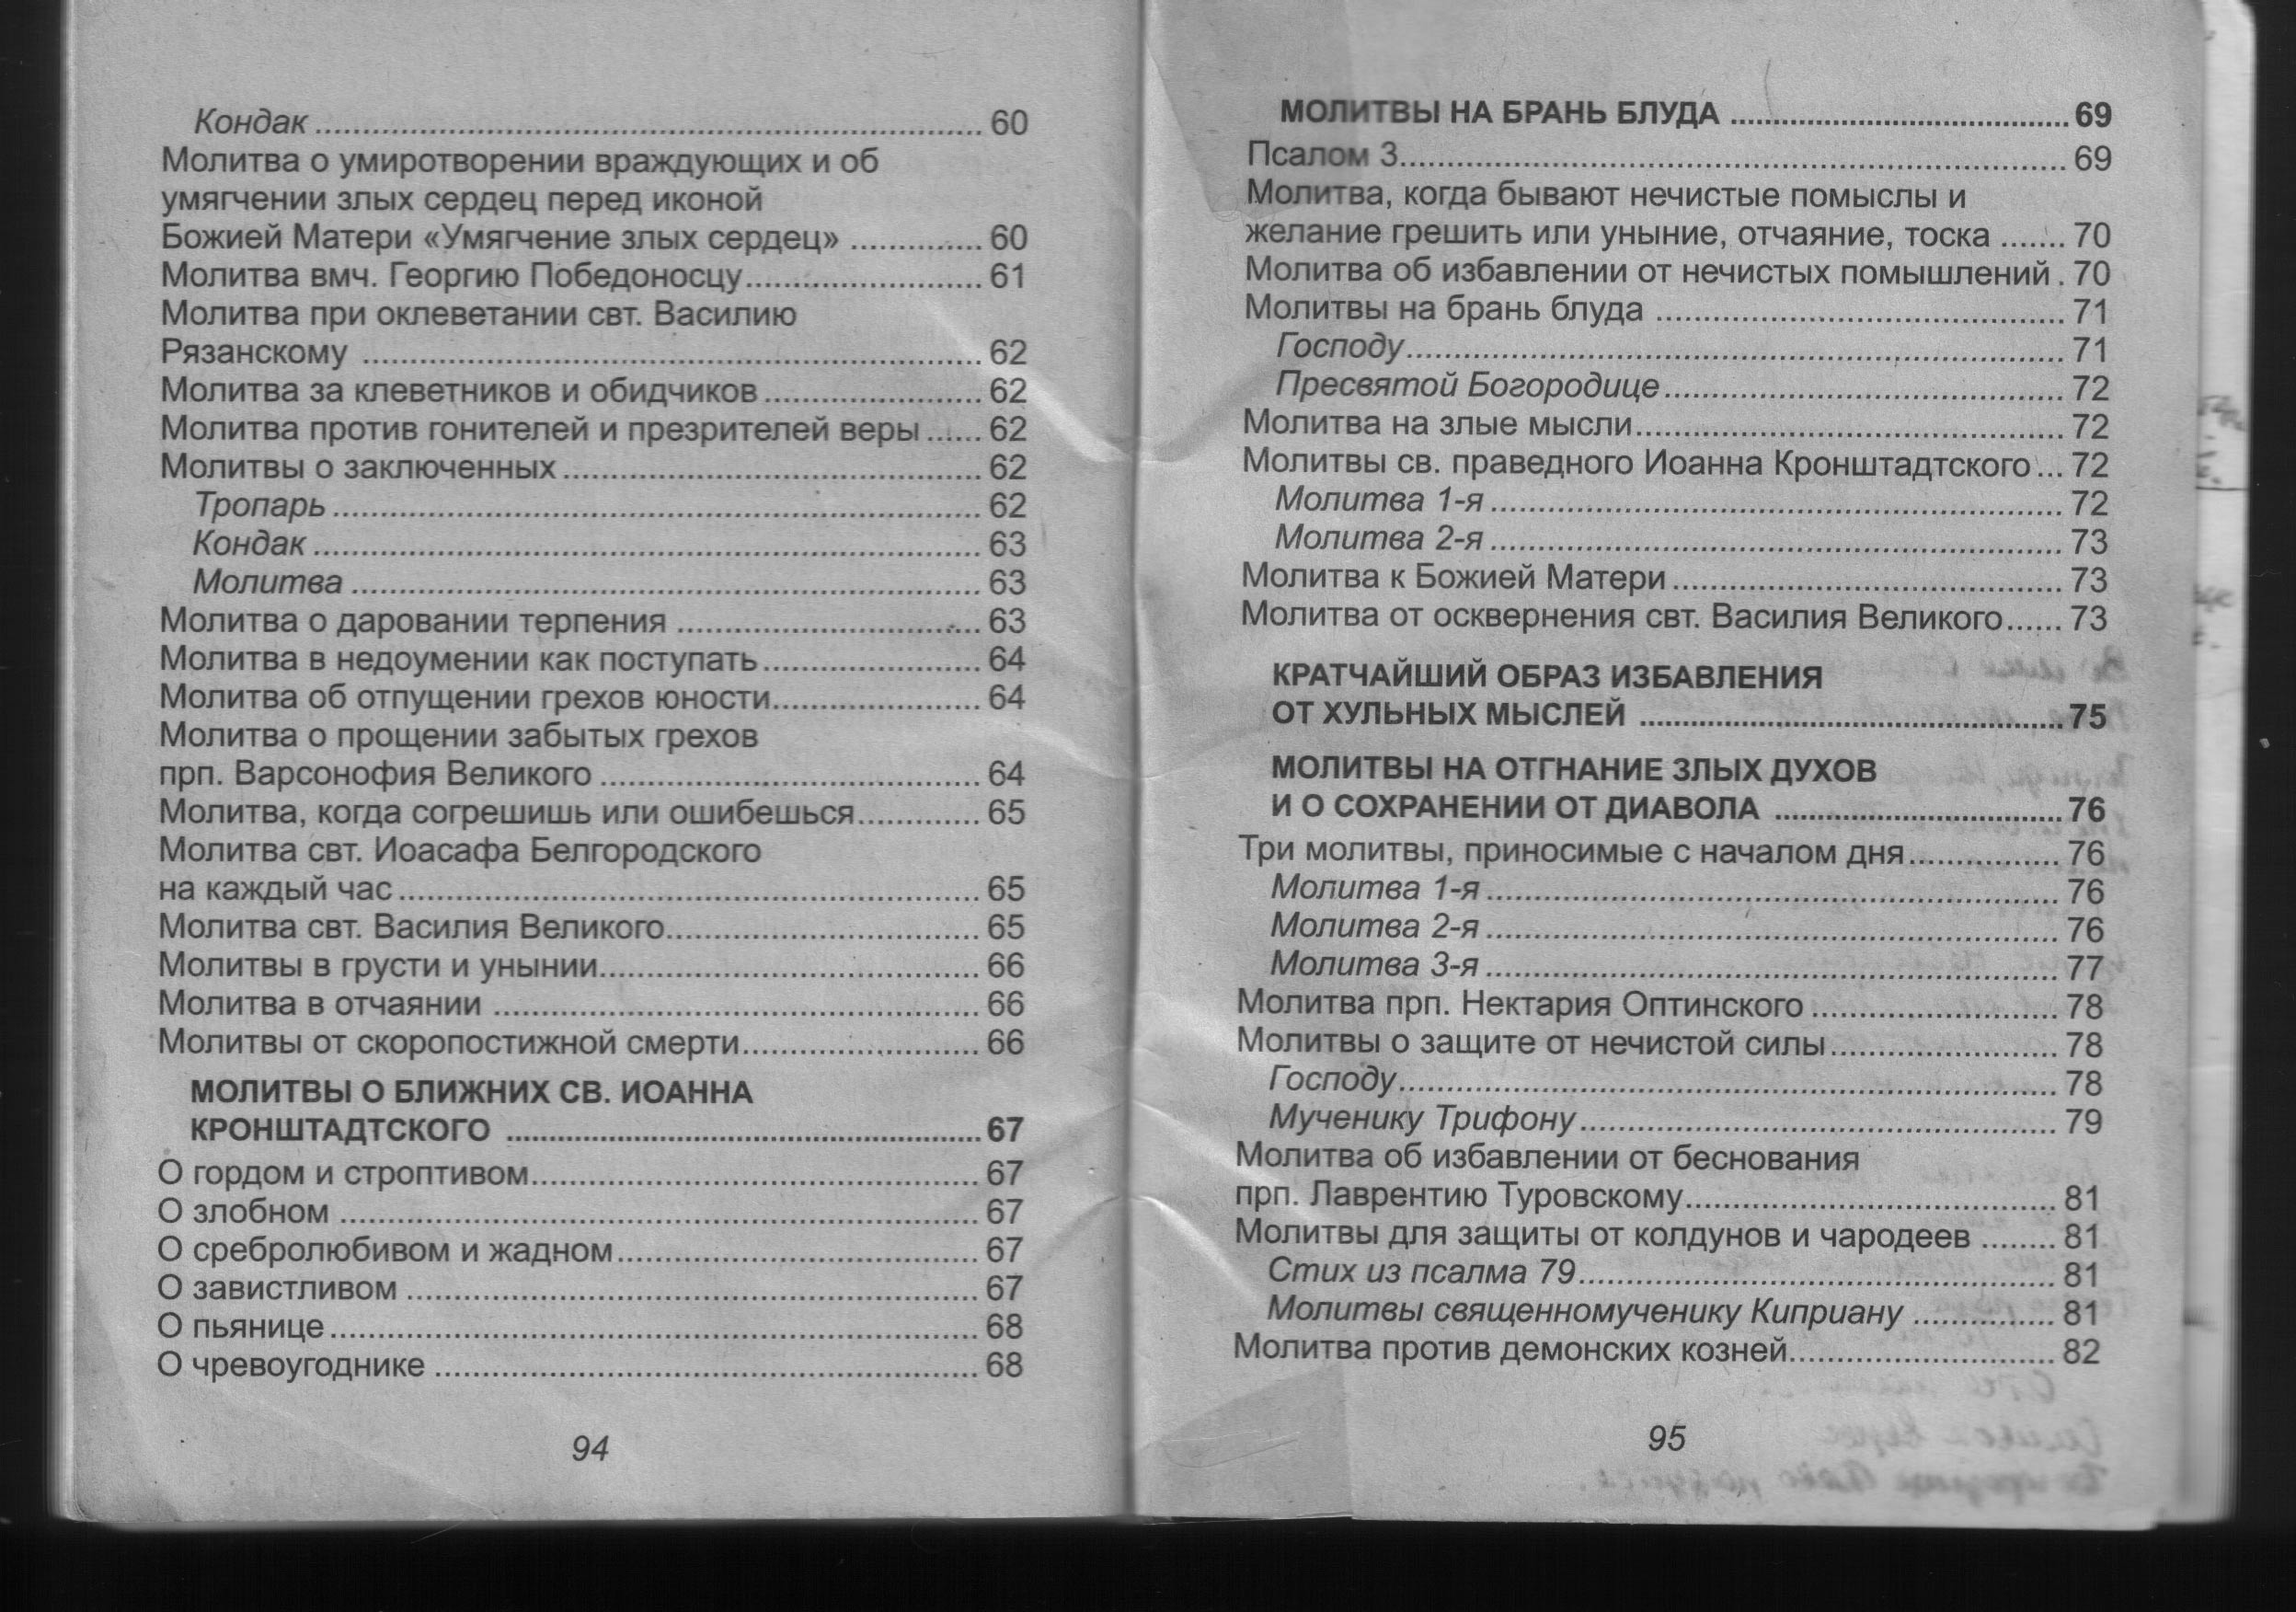 Кондак ........ 60
Молитва о умиротворении враждующих и об
умягчении злых сердец перед иконой
Божией Матери «Умягчение злых сердец» ........ 60
Молитва вмч. Георгию Победоносцу ........ 61
Молитва при оклеветании свт. Василию
Рязанскому ........ 62
Молитва за клеветников и обидчиков ........ 62
Молитва против гонителей и презрителей веры ...... 62
Молитвы о заключенных ........ 62
Тропарь ........ 62
Кондак ........ 63
Молитва ........ 63
Молитва о даровании терпения ........ 63
Молитва в недоумении как поступать ........ 64
Молитва об отпущении грехов юности ........ 64
Молитва о прощении забытых грехов
прп. Варсонофия Великого ........ 64
Молитва, когда согрешишь или ошибешься ........ 65
Молитва свт. Иоасафа Белгородского
на каждый час ........ 65
Молитва свт. Василия Великого ........ 65
Молитвы в грусти и унынии ........ 66
Молитва в отчаянии ........ 66
Молитвы от скоропостижной смерти ........ 66
МОЛИТВЫ О БЛИЖНИХ СВ. ИОАННА
КРОНШТАДТСКОГО ........ 67
О гордом и строптивом ........ 67
О злобном ........ 67
О сребролюбивом и жадном ........ 67
О завистливом ........ 67
О пьянице ........ 68
О чревоугоднике ........ 68
94
МОЛИТВЫ НА БРАНЬ БЛУДА ........ 69
Псалом 3 ........ 69
Молитва, когда бывают нечистые помыслы и
желание грешить или уныние, отчаяние, тоска ....... 70
Молитва об избавлении от нечистых помышлений . 70
Молитвы на брань блуда ........ 71
Господу ........ 71
Пресвятой Богородице ........ 72
Молитва на злые мысли ........ 72
Молитвы св. праведного Иоанна Кронштадтского ... 72
Молитва 1-я ........ 72
Молитва 2-я ........ 73
Молитва к Божией Матери ........ 73
Молитва от осквернения свт. Василия Великого ...... 73
КРАТЧАЙШИЙ ОБРАЗ ИЗБАВЛЕНИЯ
ОТ ХУЛЬНЫХ МЫСЛЕЙ ........ 75
МОЛИТВЫ НА ОТГНАНИЕ ЗЛЫХ ДУХОВ
И О СОХРАНЕНИИ ОТ ДИАВОЛА ........ 76
Три молитвы, приносимые с началом дня ........ 76
Молитва 1-я ........ 76
Молитва 2-я ........ 76
Молитва 3-я ........ 77
Молитва прп. Нектария Оптинского ........ 78
Молитвы о защите от нечистой силы ........ 78
Господу ........ 78
Мученику Трифону ........ 79
Молитва об избавлении от беснования
прп. Лаврентию Туровскому ........ 81
Молитвы для защиты от колдунов и чародеев ........ 81
Стих из псалма 79 ........ 81
Молитвы священномученику Киприану ........ 81
Молитва против демонских козней ........ 82
95